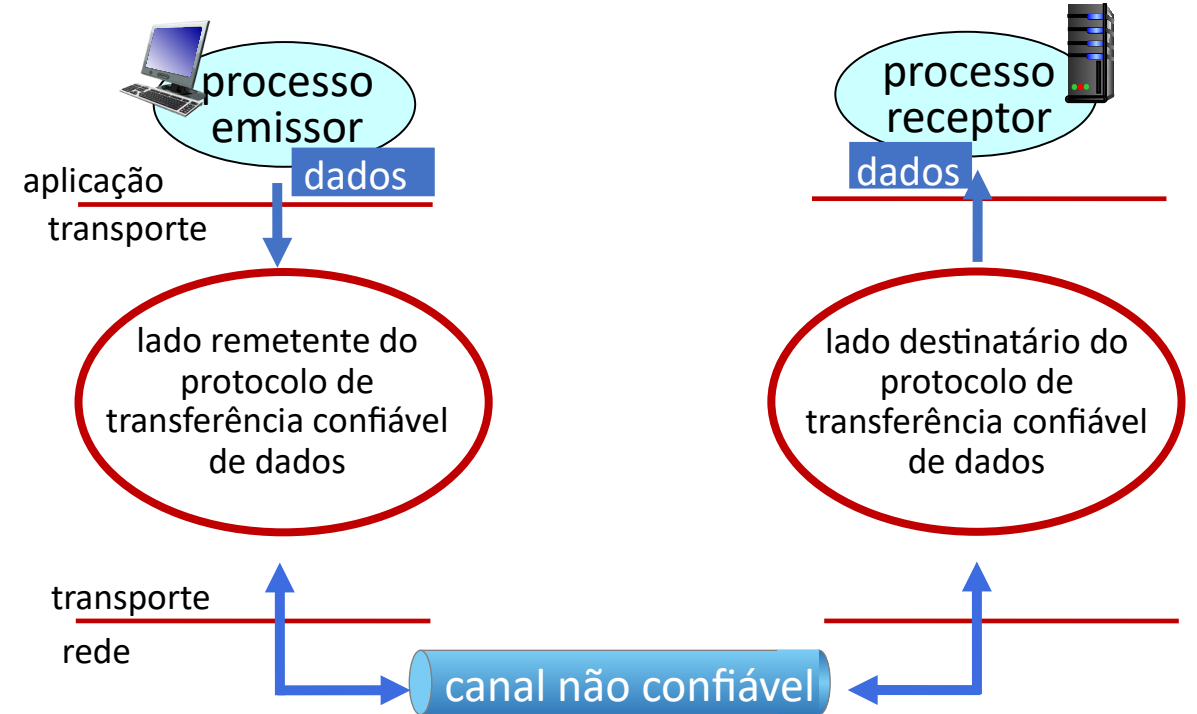 processo
emissor
dados
aplicação
transporte
processo
receptor
dados
lado remetente do
protocolo de
transferência confiável
de dados
lado destinatário do
protocolo de
transferência confiável
de dados
transporte
rede
canal não confiável